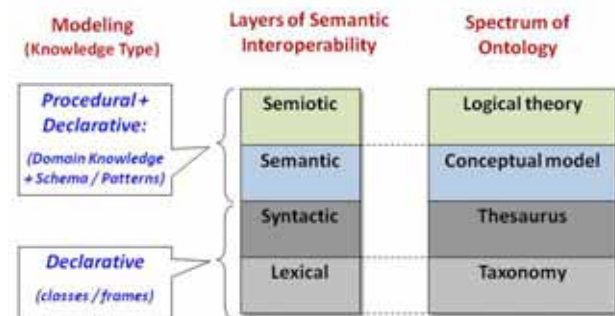 Modeling
(Knowledge Type)
Layers of Semantic
Interoperability
Spectrum of
Ontology
Procedural +
Declarative:
(Domain Knowledge
+ Schema / Patterns)
Declarative
(classes / frames)
Semiotic
Semantic
Syntactic
Lexical
Logical theory
Conceptual model
Thesaurus
Taxonomy